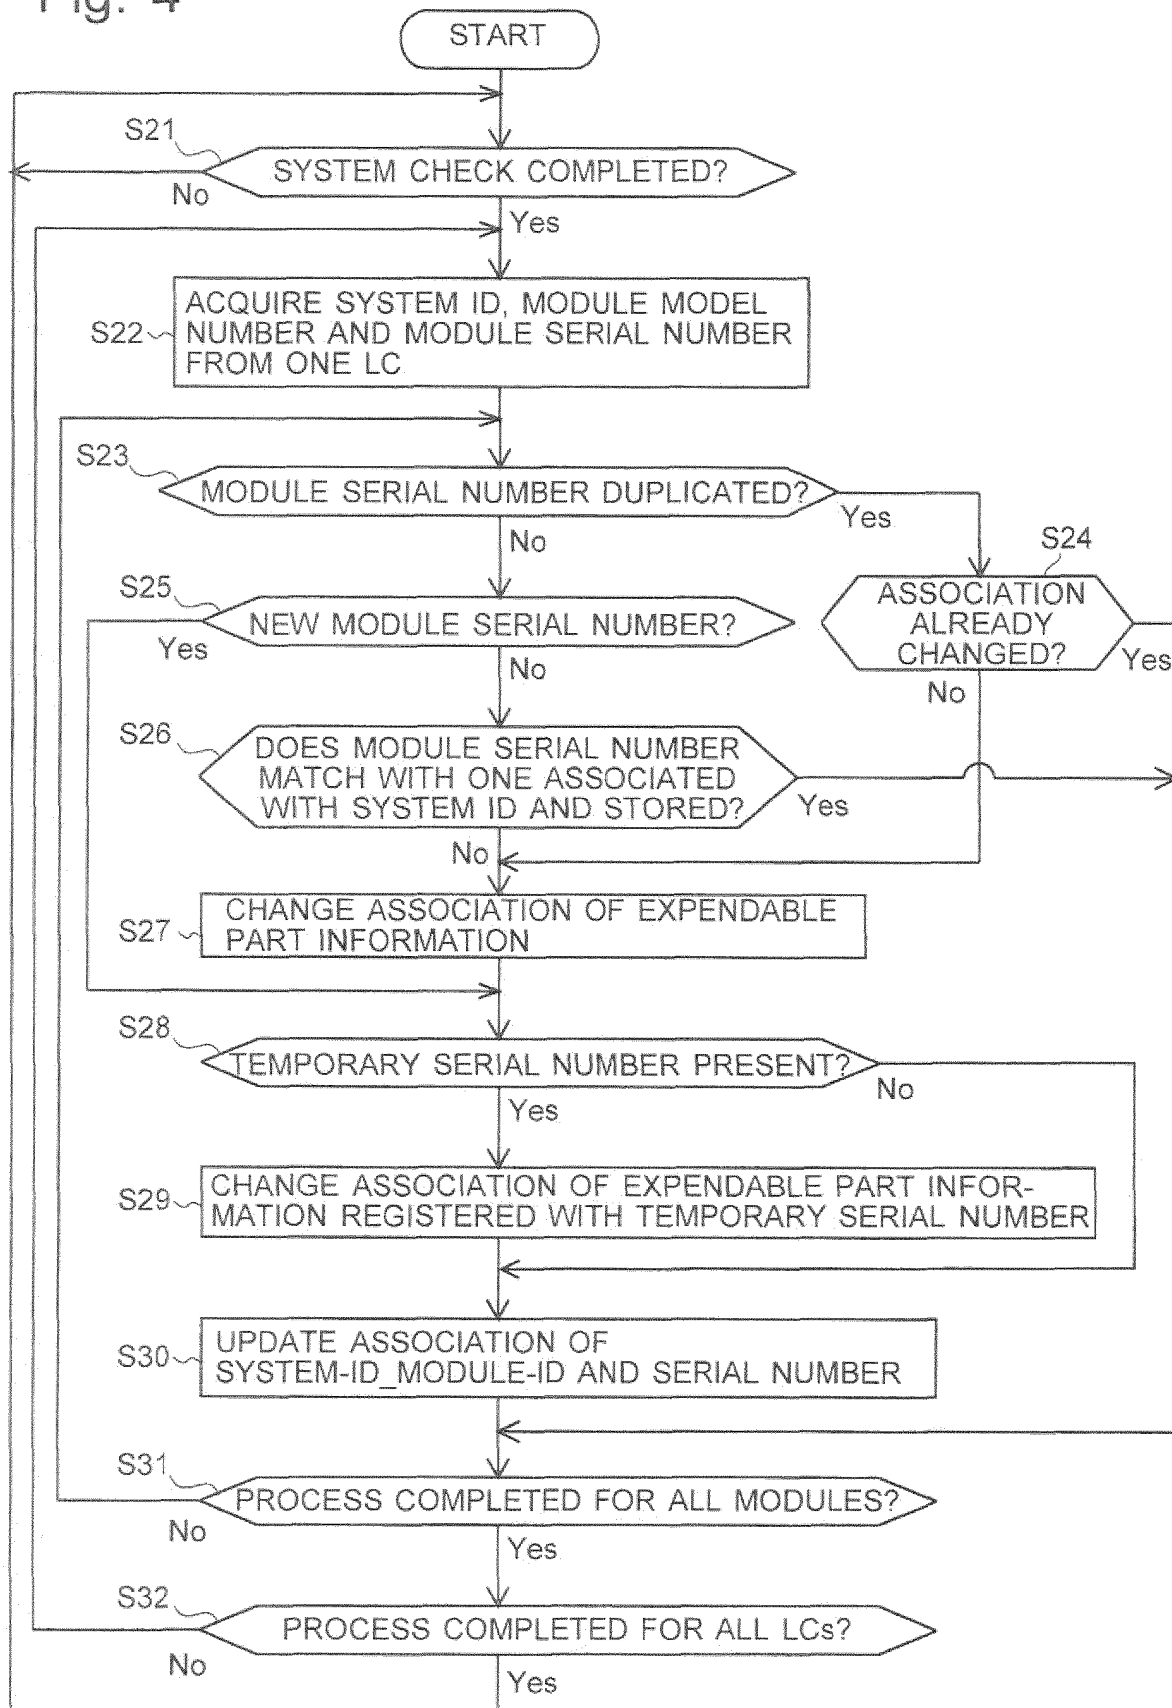 Fig. 4
START
S21
SYSTEM CHECK COMPLETED?
No
Yes
S22
ACQUIRE SYSTEM ID, MODULE MODEL
NUMBER AND MODULE SERIAL NUMBER
FROM ONE LC
S23
MODULE SERIAL NUMBER DUPLICATED?
Yes
No
S24
ASSOCIATION
ALREADY
CHANGED?
Yes
No
S25
NEW MODULE SERIAL NUMBER?
Yes
No
S26
DOES MODULE SERIAL NUMBER
MATCH WITH ONE ASSOCIATED
WITH SYSTEM ID AND STORED?
Yes
No
S27
CHANGE ASSOCIATION OF EXPENDABLE
PART INFORMATION
S28
TEMPORARY SERIAL NUMBER PRESENT?
No
Yes
S29
CHANGE ASSOCIATION OF EXPENDABLE PART INFOR-
MATION REGISTERED WITH TEMPORARY SERIAL NUMBER
S30
UPDATE ASSOCIATION OF
SYSTEM-ID_MODULE-ID AND SERIAL NUMBER
S31
PROCESS COMPLETED FOR ALL MODULES?
No
Yes
S32
PROCESS COMPLETED FOR ALL LCs?
No
Yes